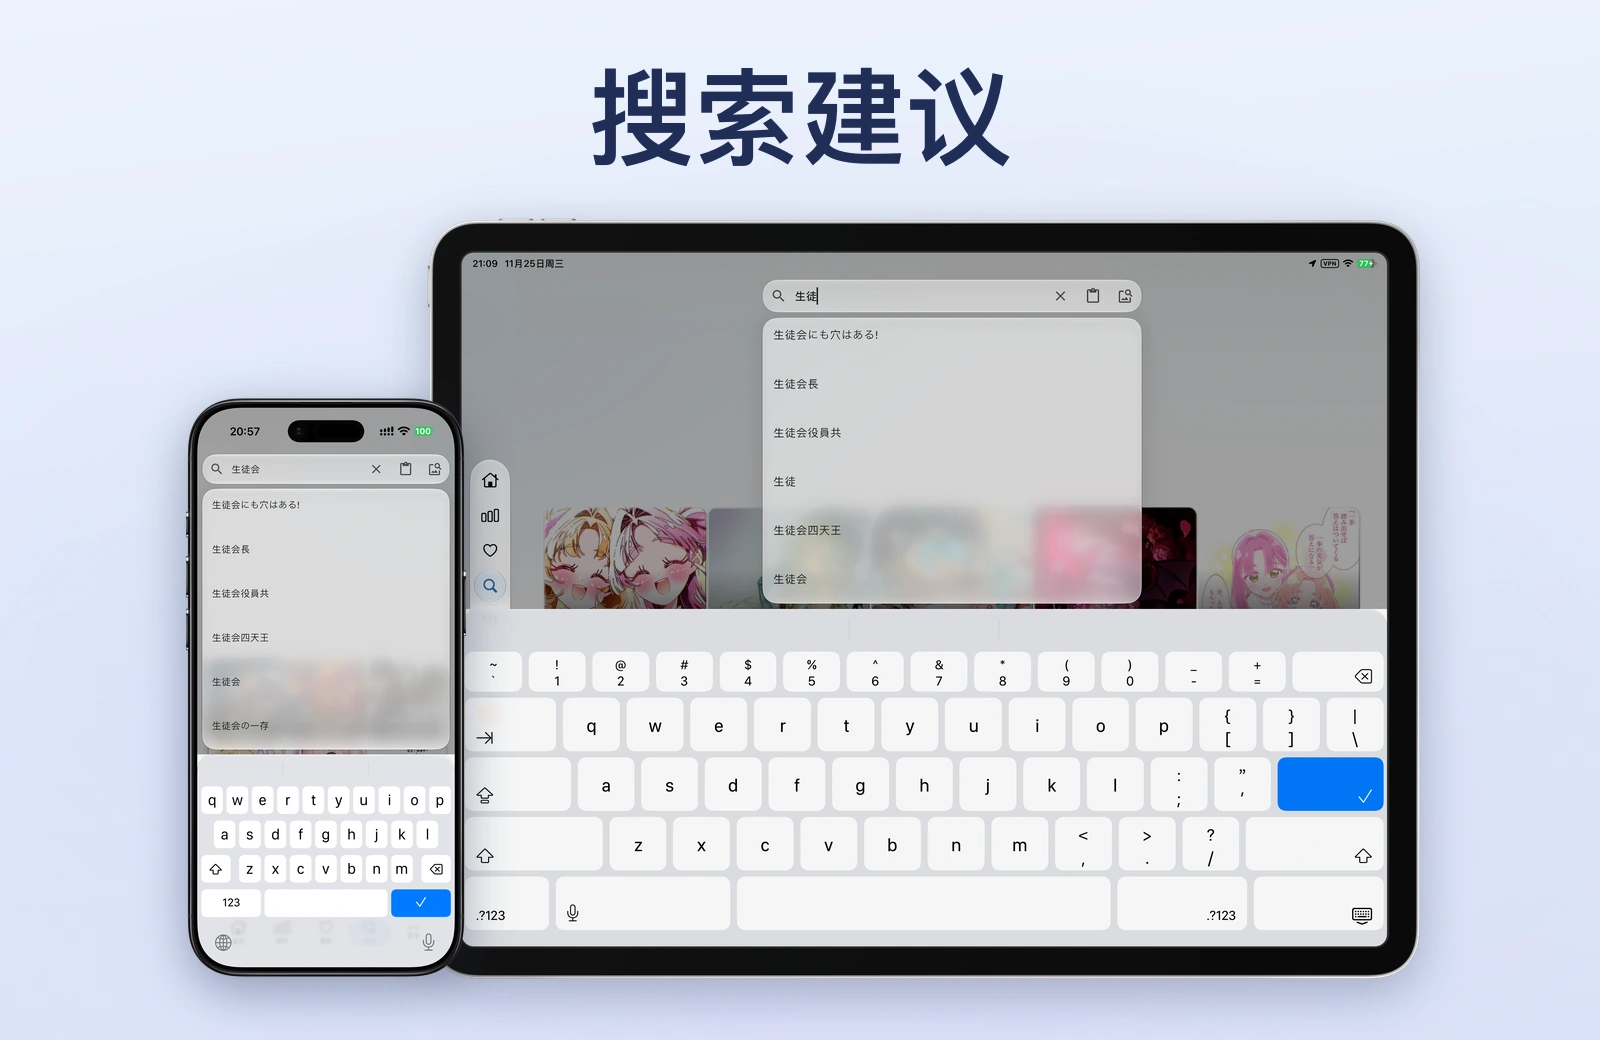 搜索建议
21:09 11月25日周三
VPN 77
生徒
生徒会にも穴はある!
生徒会長
生徒会役員共
生徒
生徒会四天王
生徒会
~ ! @ # $ % ^ & * ( ) _ +
` 1 2 3 4 5 6 7 8 9 0 - =
q w e r t y u i o p { } |
[ ] \
a s d f g h j k l : ”
; ’
z x c v b n m < > ?
, . /
.?123 .?123
20:57 100
生徒会
生徒会にも穴はある!
生徒会長
生徒会役員共
生徒会四天王
生徒会
生徒会の一存
q w e r t y u i o p
a s d f g h j k l
z x c v b n m
123